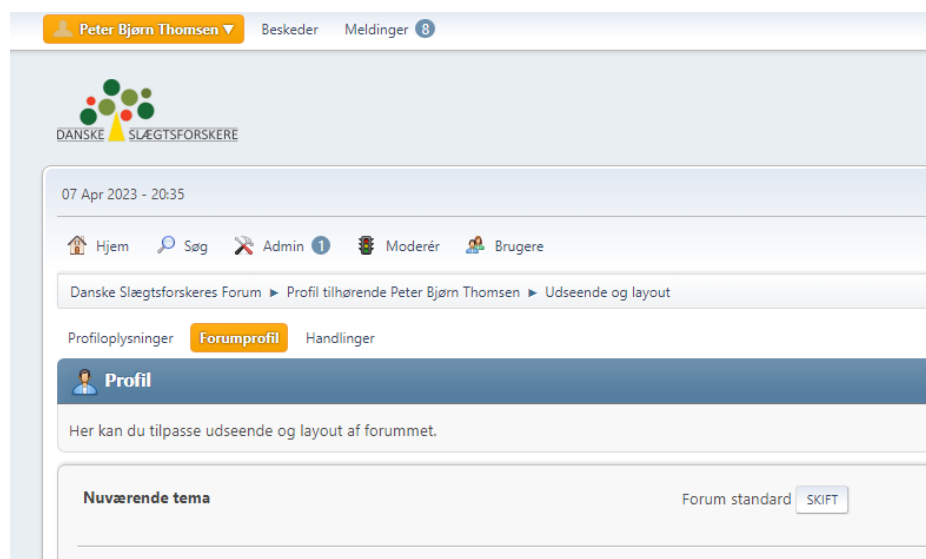 Peter Bjørn Thomsen ▼ Beskeder Meldinger 8
DANSKE SLÆGTSFORSKERE
07 Apr 2023 - 20:35
Hjem Søg Admin 1 Moderér Brugere
Danske Slægtsforskeres Forum ► Profil tilhørende Peter Bjørn Thomsen ► Udseende og layout
Profiloplysninger Forumprofil Handlinger
Profil
Her kan du tilpasse udseende og layout af forummet.
Nuværende tema Forum standard SKIFT